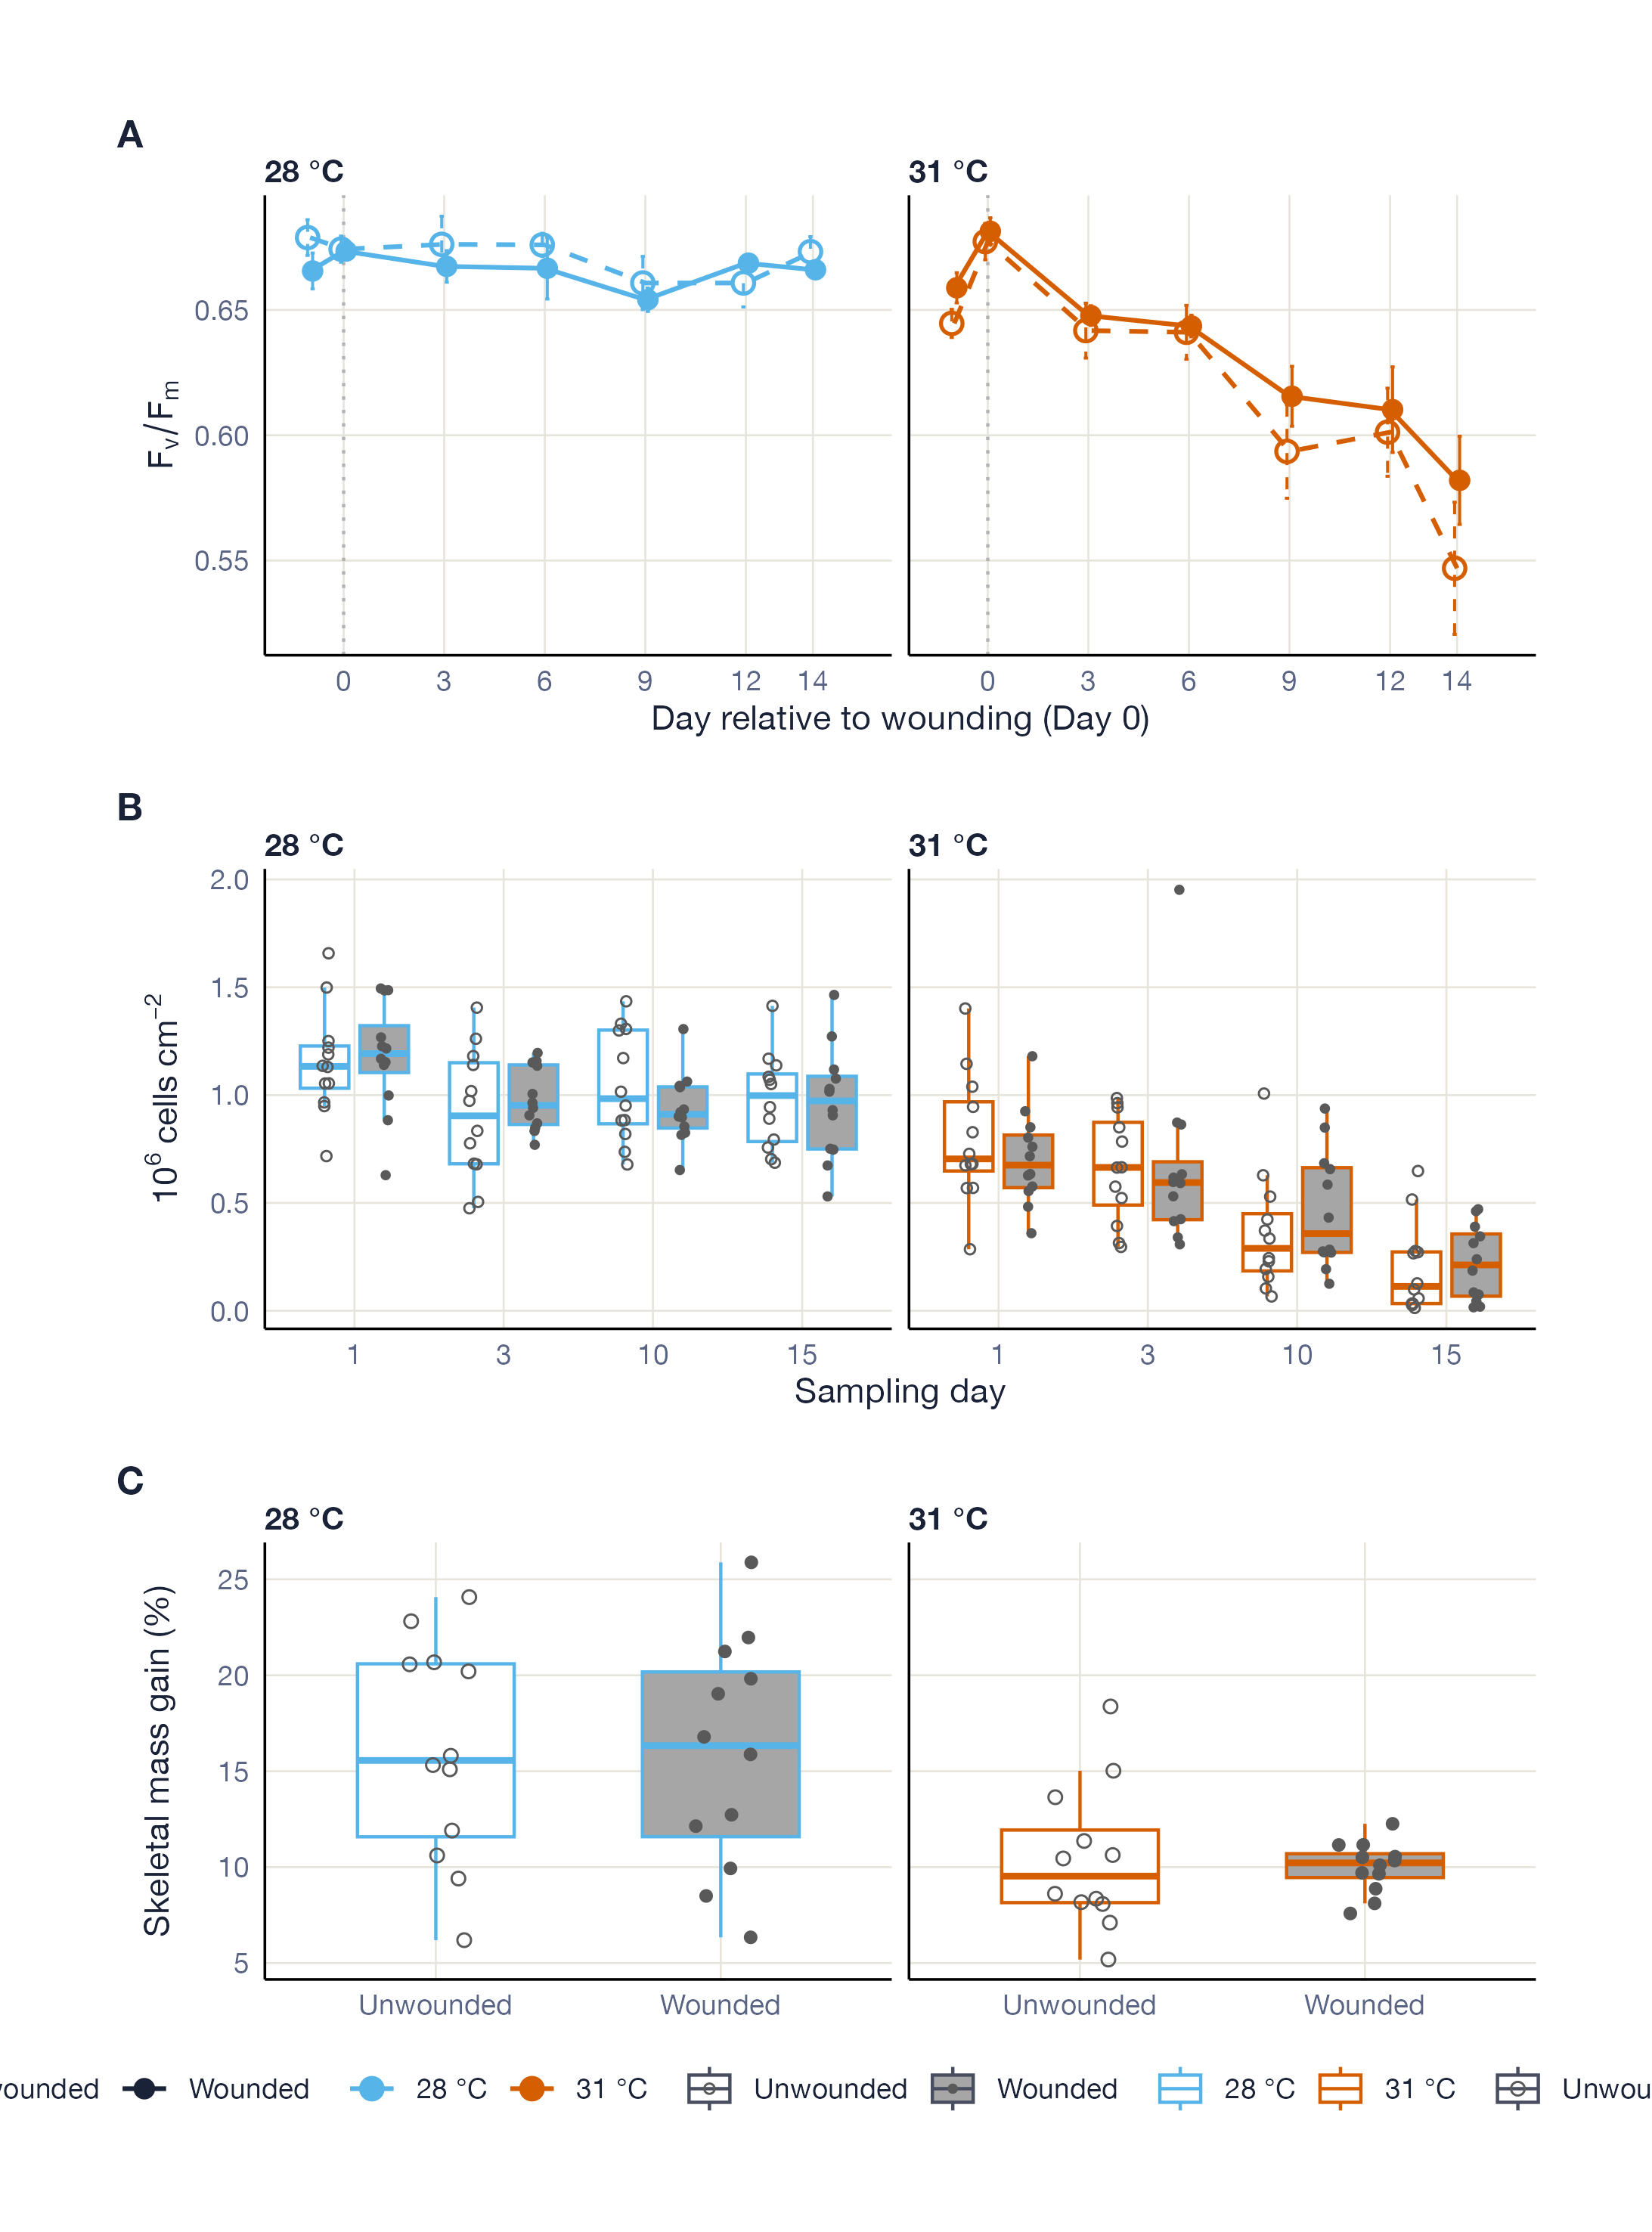 A
28 °C 31 °C
0.65
0.60
0.55
Fᵥ/Fₘ
0 3 6 9 12 14 0 3 6 9 12 14
Day relative to wounding (Day 0)
B
28 °C 31 °C
2.0
1.5
1.0
0.5
0.0
10⁶ cells cm⁻²
1 3 10 15 1 3 10 15
Sampling day
C
28 °C 31 °C
25
20
15
10
5
Skeletal mass gain (%)
Unwounded Wounded Unwounded Wounded
wounded Wounded 28 °C 31 °C Unwounded Wounded 28 °C 31 °C Unwou